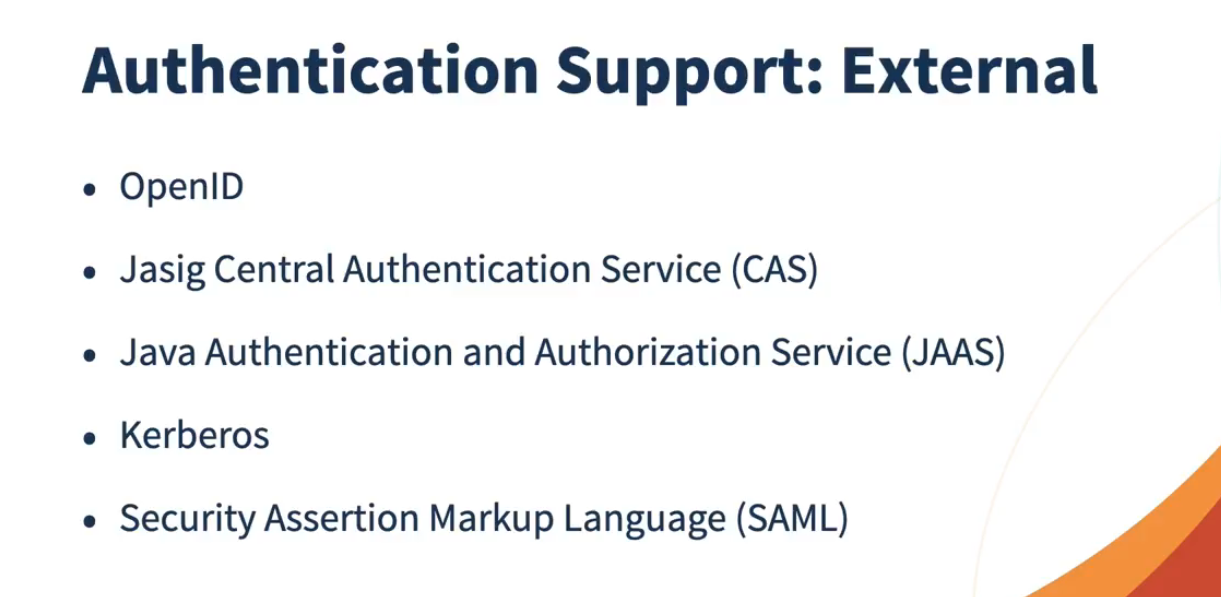 Authentication Support: External
• OpenID
• Jasig Central Authentication Service (CAS)
• Java Authentication and Authorization Service (JAAS)
• Kerberos
• Security Assertion Markup Language (SAML)